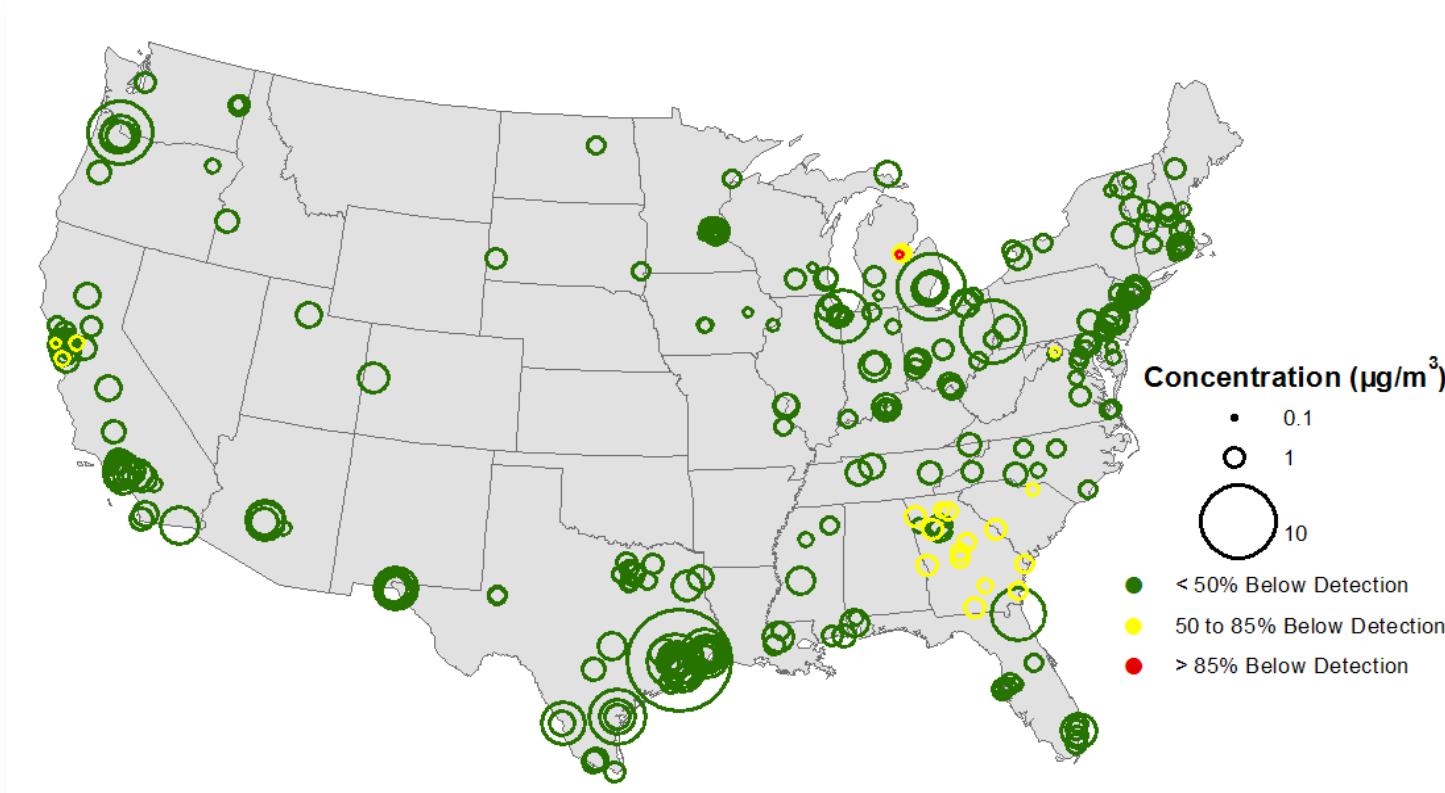 Concentration (µg/m³)
0.1
1
10
< 50% Below Detection
50 to 85% Below Detection
> 85% Below Detection